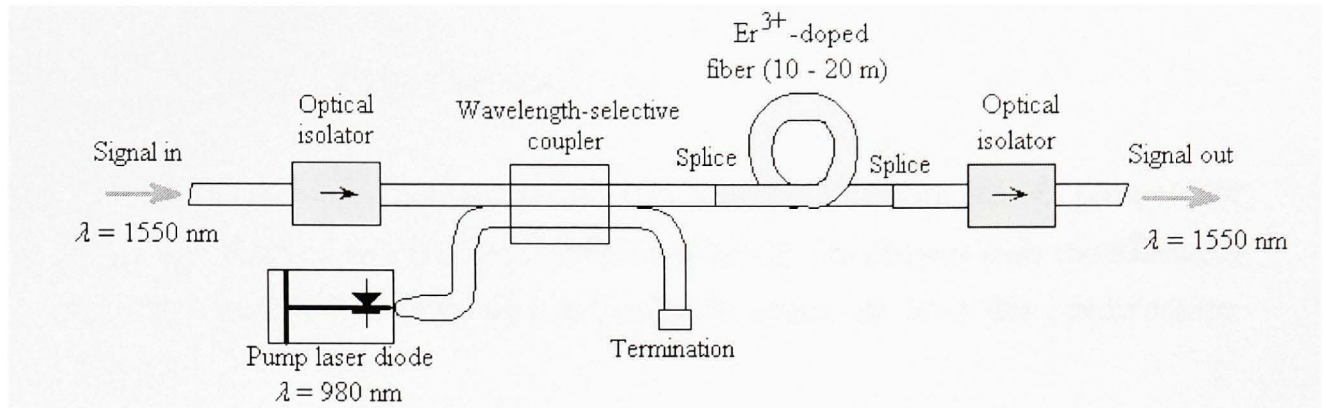 Er3+-doped
fiber (10 - 20 m)
Optical
isolator
Wavelength-selective
coupler
Optical
isolator
Signal in
Splice
Splice
Signal out
λ = 1550 nm
λ = 1550 nm
Pump laser diode
λ = 980 nm
Termination